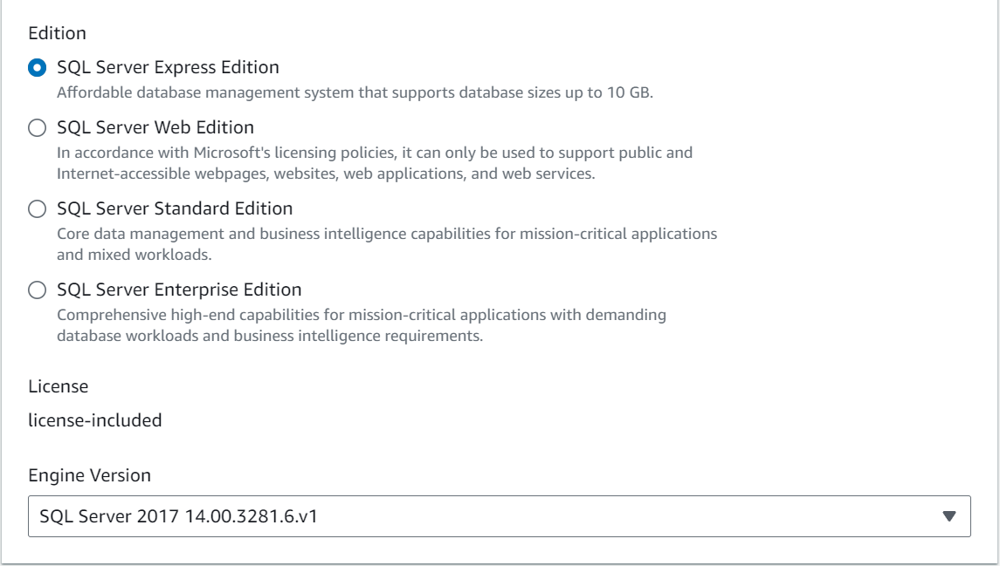 Edition
SQL Server Express Edition
Affordable database management system that supports database sizes up to 10 GB.
SQL Server Web Edition
In accordance with Microsoft's licensing policies, it can only be used to support public and
Internet-accessible webpages, websites, web applications, and web services.
SQL Server Standard Edition
Core data management and business intelligence capabilities for mission-critical applications
and mixed workloads.
SQL Server Enterprise Edition
Comprehensive high-end capabilities for mission-critical applications with demanding
database workloads and business intelligence requirements.
License
license-included
Engine Version
SQL Server 2017 14.00.3281.6.v1